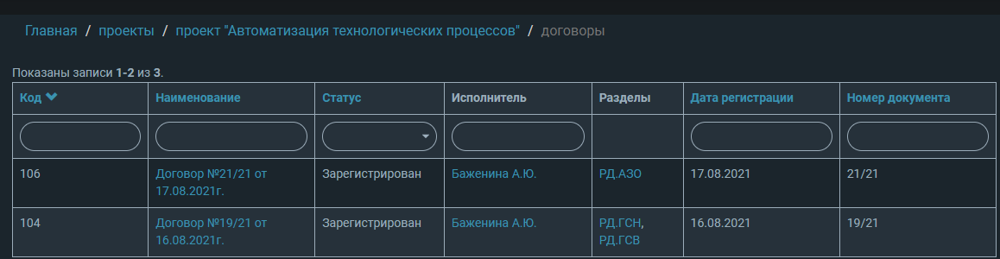 Главная / проекты / проект "Автоматизация технологических процессов" / договоры
Показаны записи 1-2 из 3.
Код Наименование Статус Исполнитель Разделы Дата регистрации Номер документа
106 Договор №21/21 от Зарегистрирован Баженина А.Ю. РД.АЗО 17.08.2021 21/21
17.08.2021г.
104 Договор №19/21 от Зарегистрирован Баженина А.Ю. РД.ГСН, 16.08.2021 19/21
16.08.2021г. РД.ГСВ